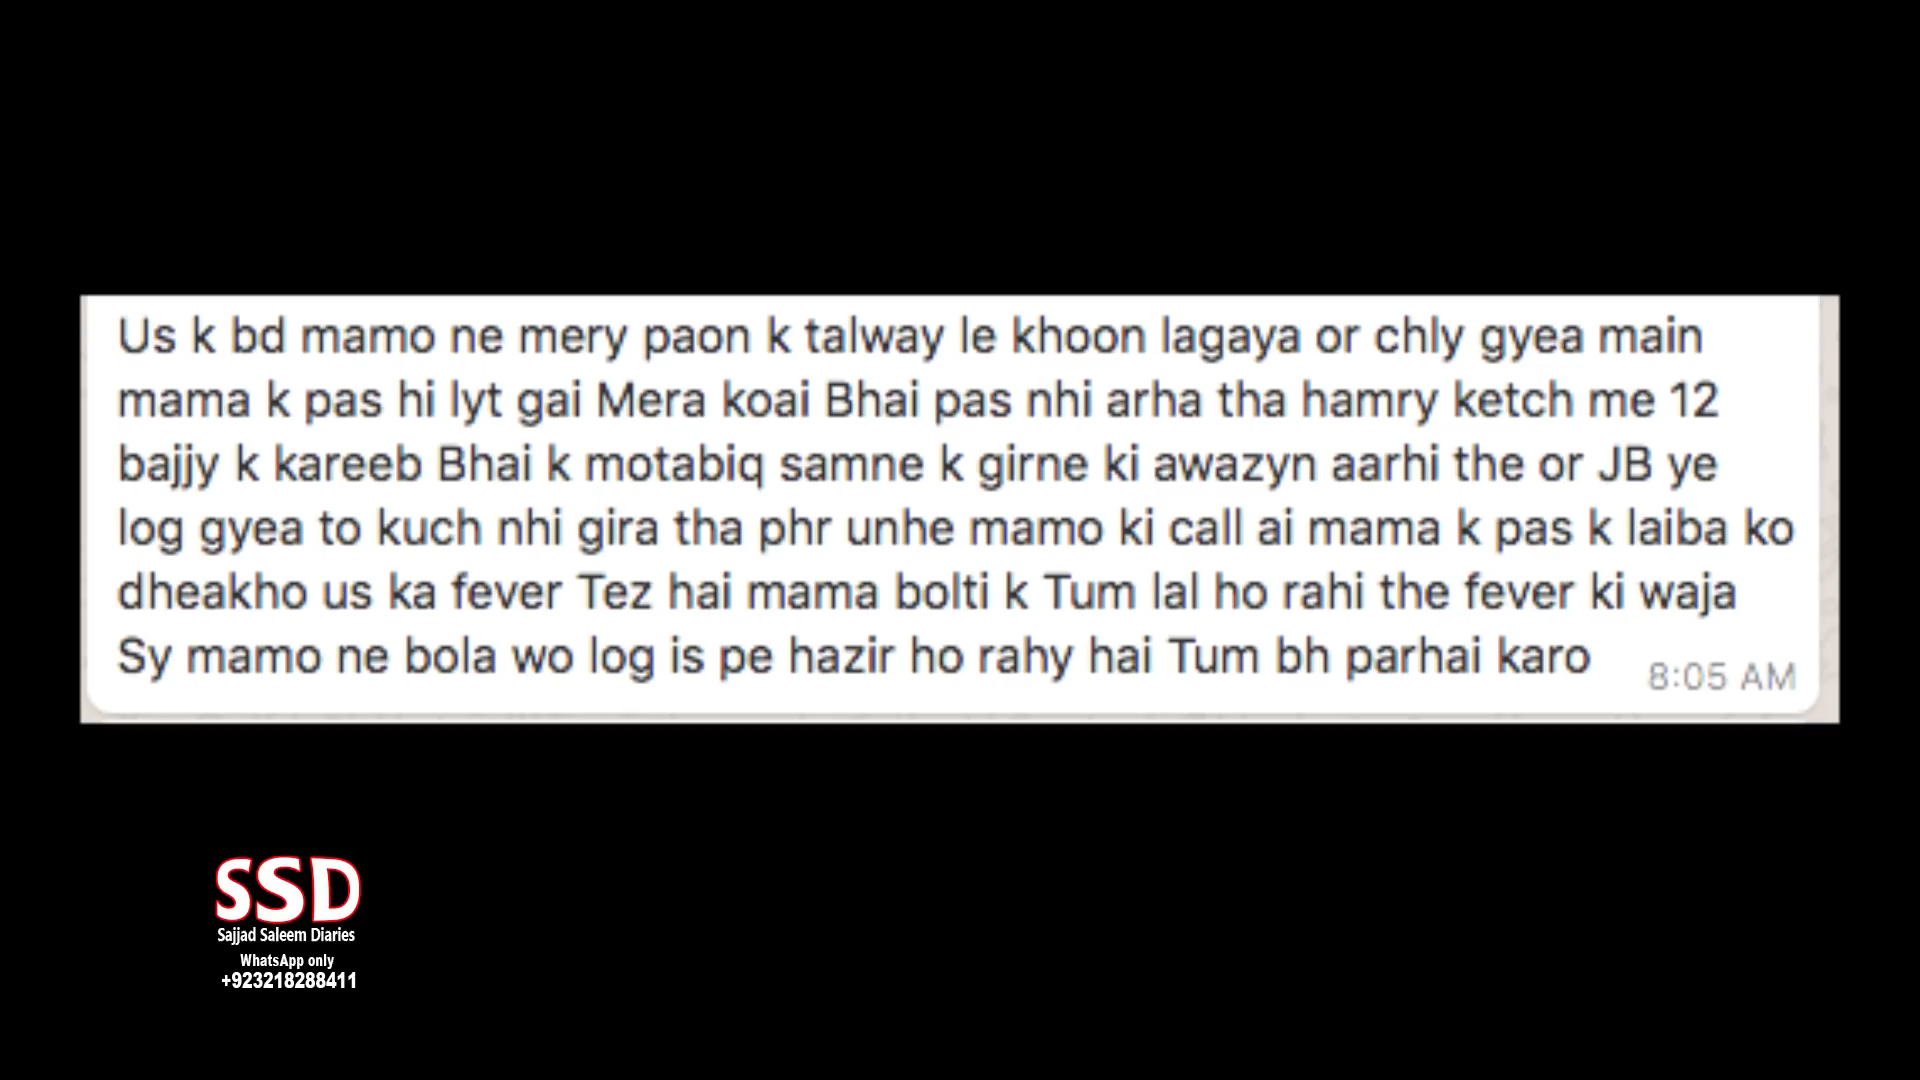 Us k bd mamo ne mery paon k talway le khoon lagaya or chly gyea main
mama k pas hi lyt gai Mera koai Bhai pas nhi arha tha hamry ketch me 12
bajjy k kareeb Bhai k motabiq samne k girne ki awazyn aarhi the or JB ye
log gyea to kuch nhi gira tha phr unhe mamo ki call ai mama k pas k laiba ko
dheakho us ka fever Tez hai mama bolti k Tum lal ho rahi the fever ki waja
Sy mamo ne bola wo log is pe hazir ho rahy hai Tum bh parhai karo
8:05 AM
SSD
Sajjad Saleem Diaries
WhatsApp only
+923218288411